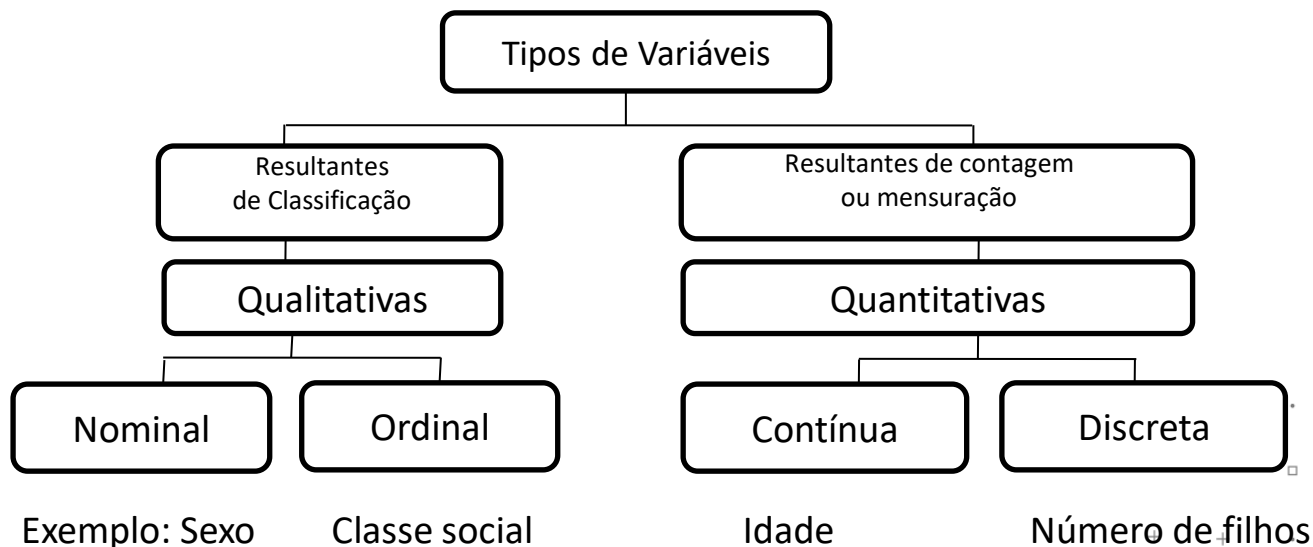 Tipos de Variáveis
Resultantes
de Classificação
Resultantes de contagem
ou mensuração
Qualitativas
Quantitativas
Nominal
Ordinal
Contínua
Discreta
Exemplo: Sexo
Classe social
Idade
Número de filhos